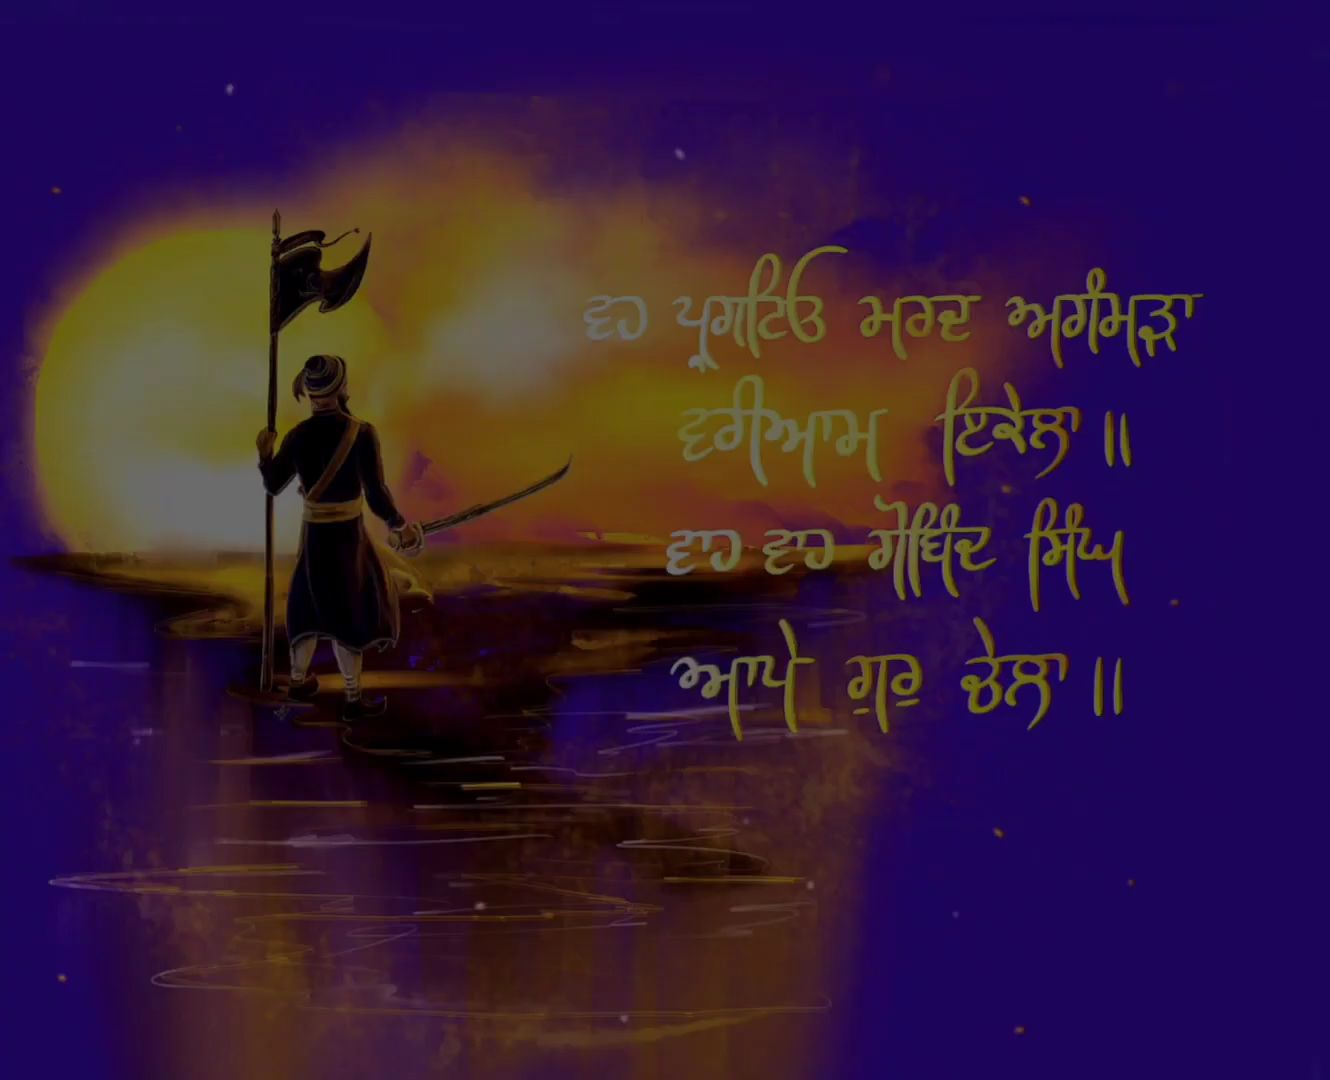 ਵਹ ਪ੍ਰਗਟਿਓ ਮਰਦ ਅਗੰਮੜਾ
ਵਰੀਆਮ ਇਕੇਲਾ ॥
ਵਾਹ ਵਾਹ ਗੋਬਿੰਦ ਸਿੰਘ
ਆਪੇ ਗੁਰ ਚੇਲਾ ॥